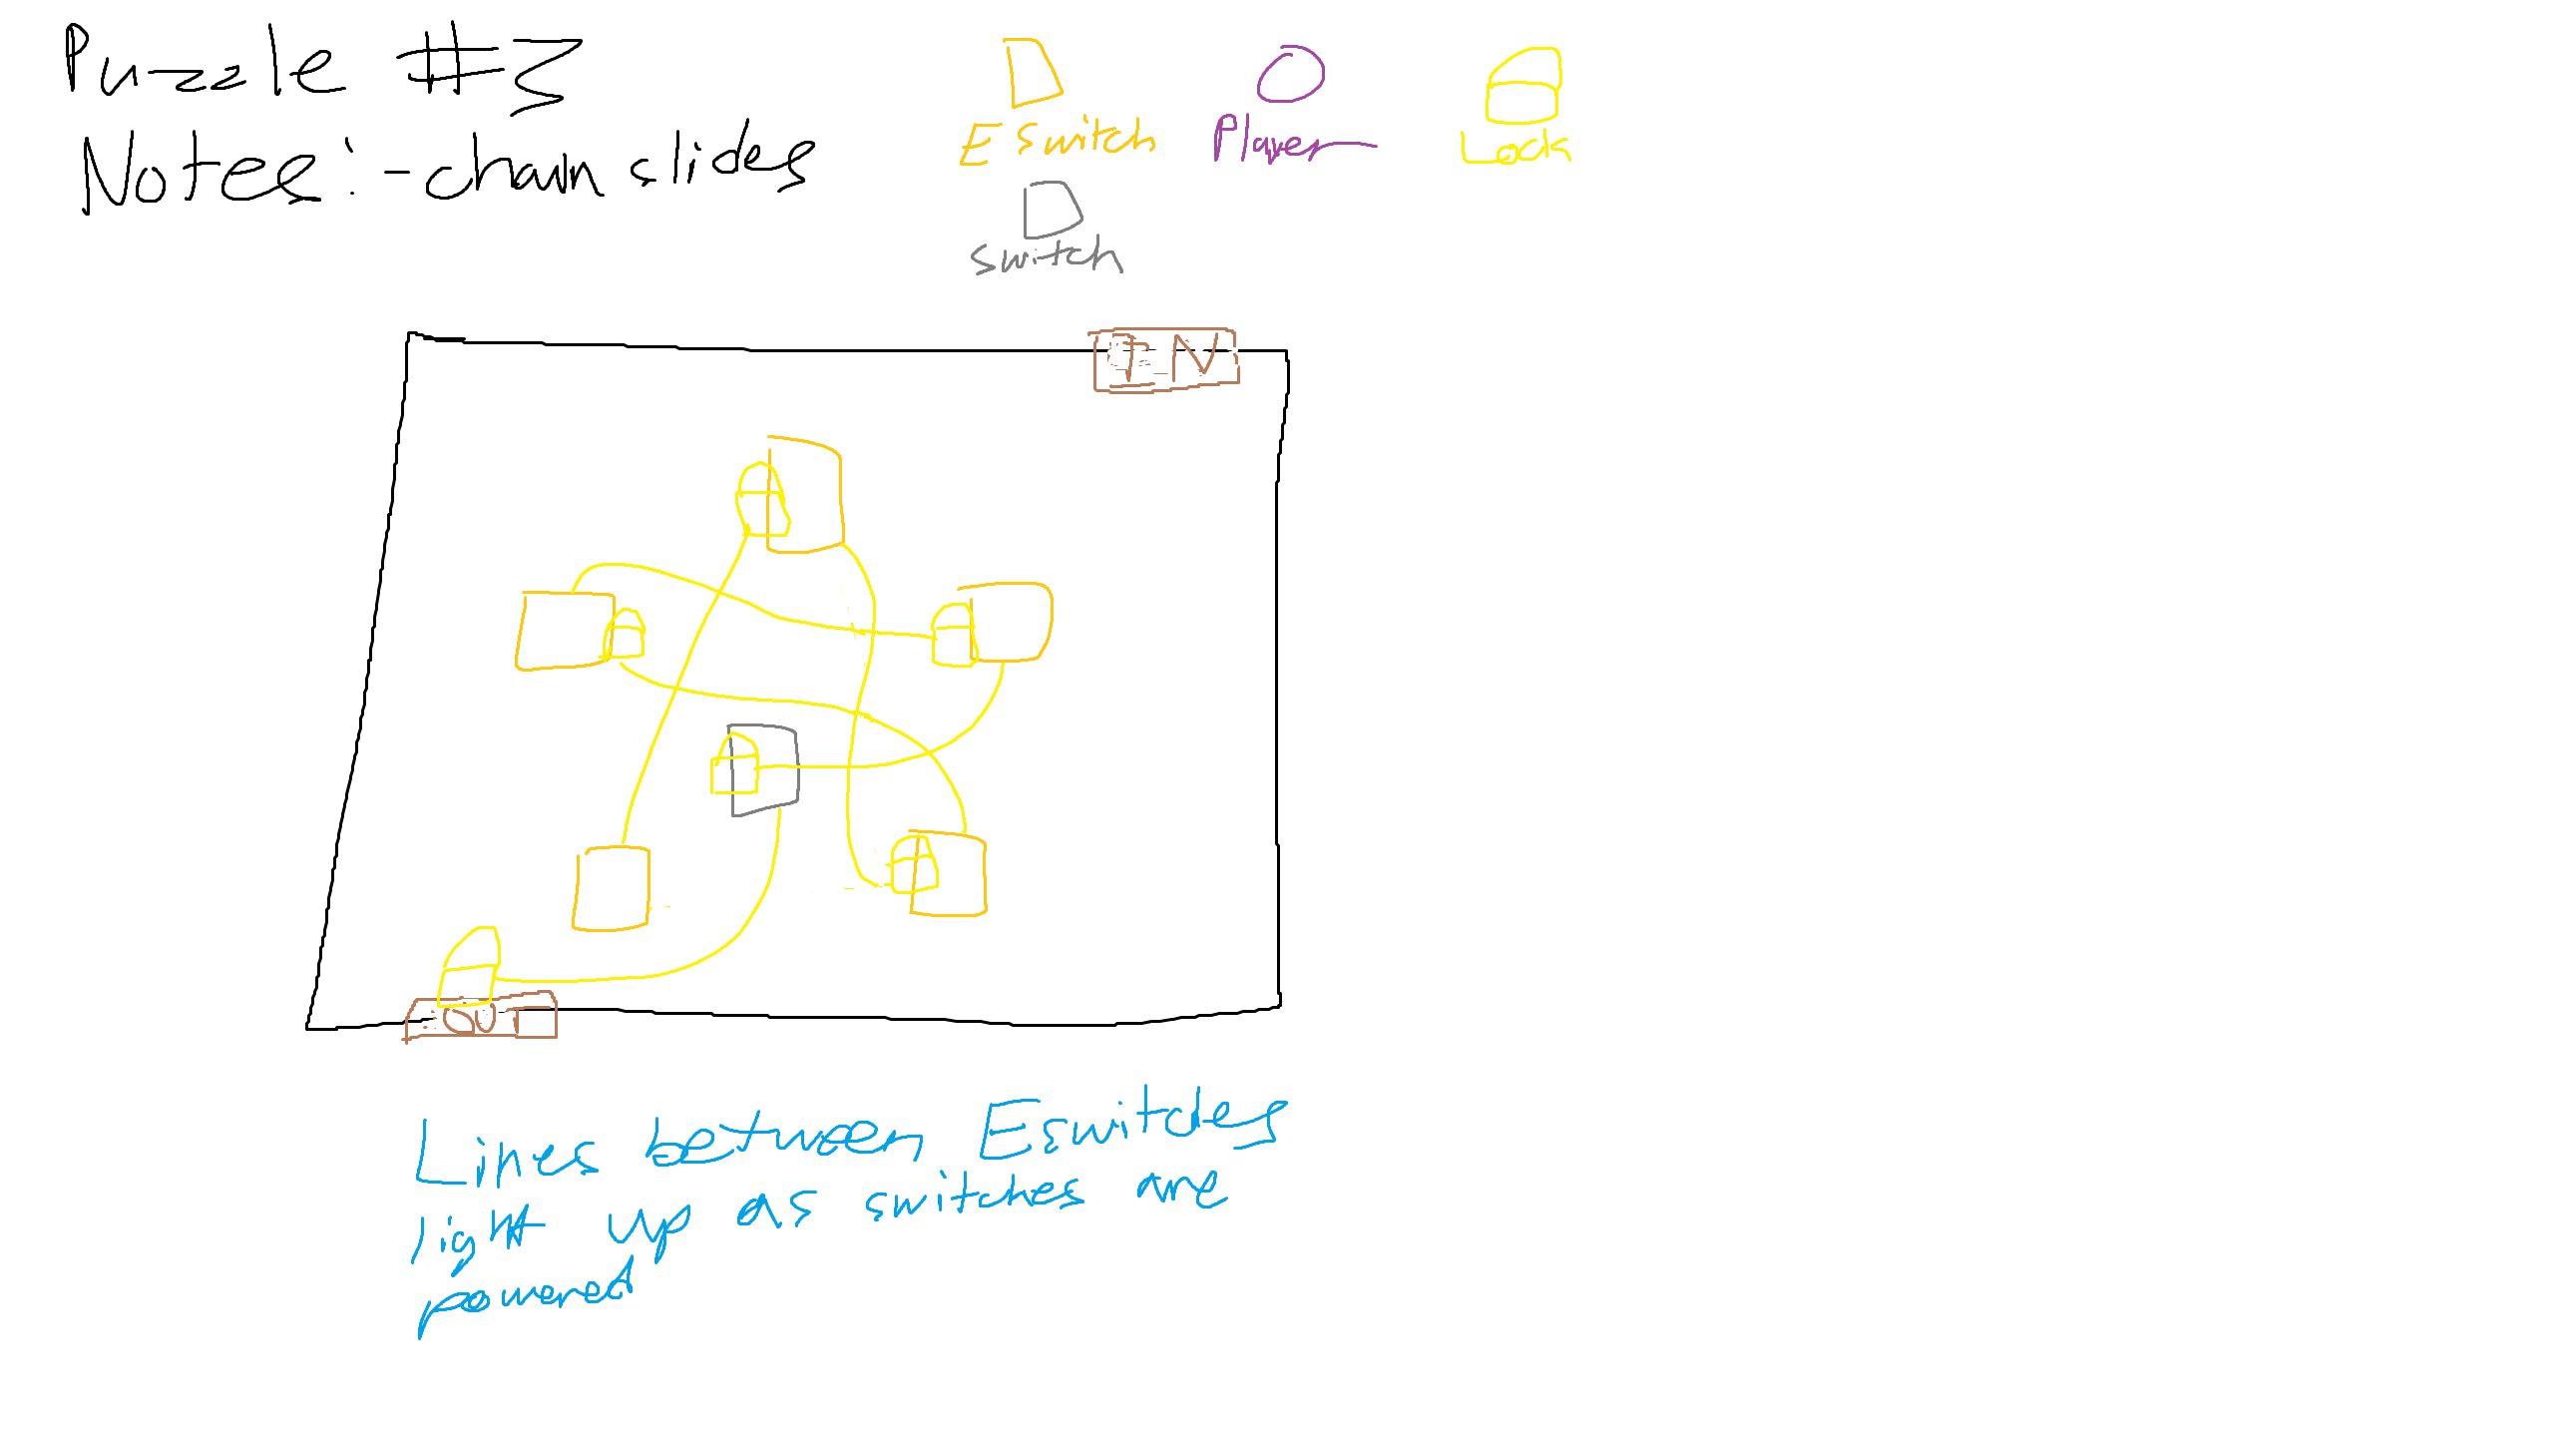 Puzzle #3
Notes: -chain slides
E Switch
Player
Lock
Switch
IN
OUT
Lines between Eswitches
light up as switches are
powered